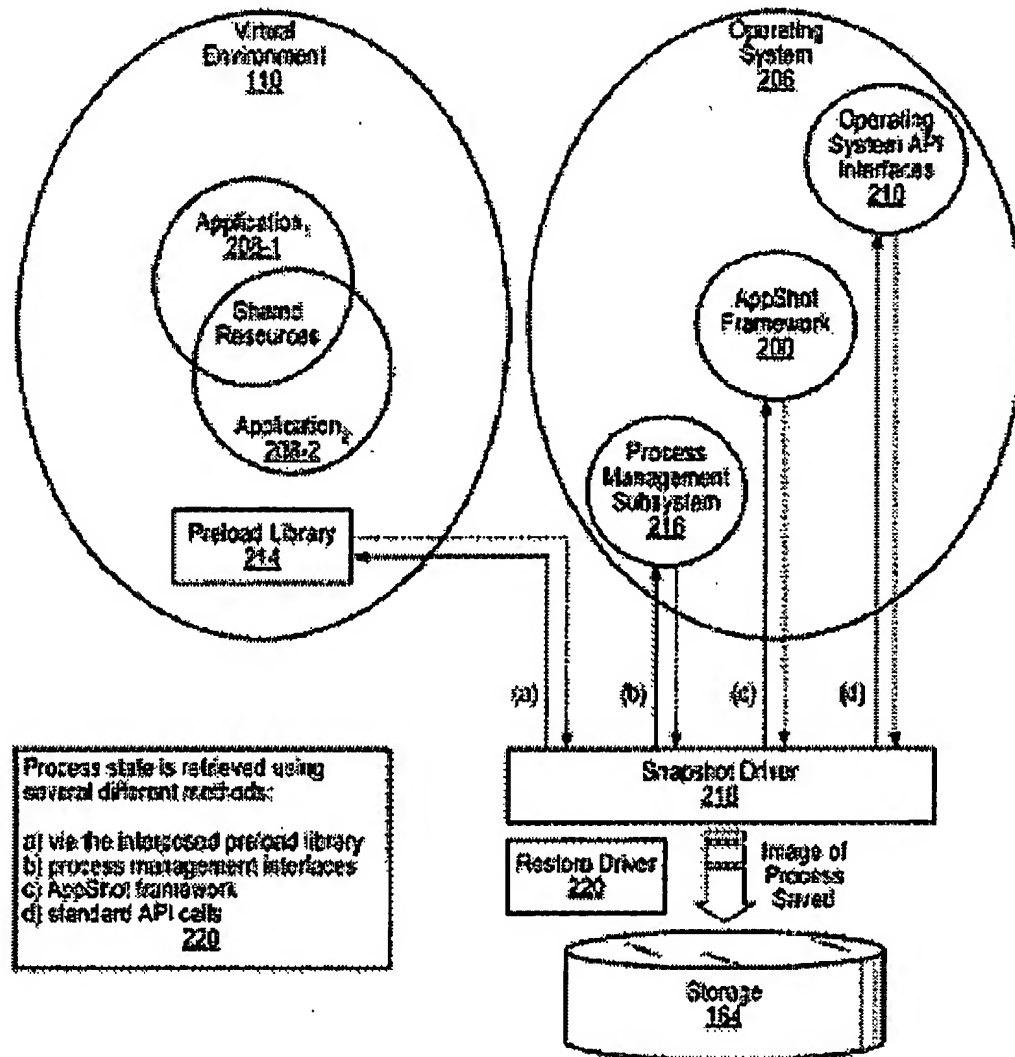 Virtual
Environment
110
Application1
208-1
Shared
Resources
Application2
208-2
Preload Library
214
Operating
System
206
Operating
System API
Interfaces
210
AppShot
Framework
200
Process
Management
Subsystem
216
(a)
(b)
(c)
(d)
Process state is retrieved using
several different methods:
a) via the interposed preload library
b) process management interfaces
c) AppShot framework
d) standard API calls
220
Snapshot Driver
218
Restore Driver
220
Image of
Process
Saved
Storage
164